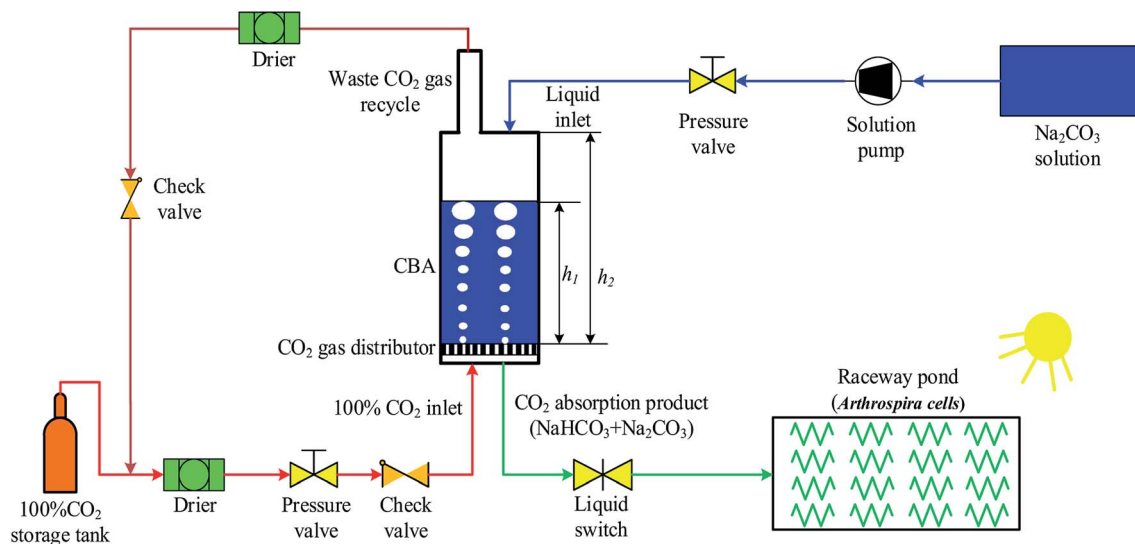 Drier
Waste CO₂ gas
recycle
Liquid
inlet
Pressure
valve
Solution
pump
Na₂CO₃
solution
Check
valve
CBA
h₁
h₂
CO₂ gas distributor
100% CO₂ inlet
CO₂ absorption product
(NaHCO₃+Na₂CO₃)
Raceway pond
(Arthrospira cells)
100%CO₂
storage tank
Drier
Pressure
valve
Check
valve
Liquid
switch